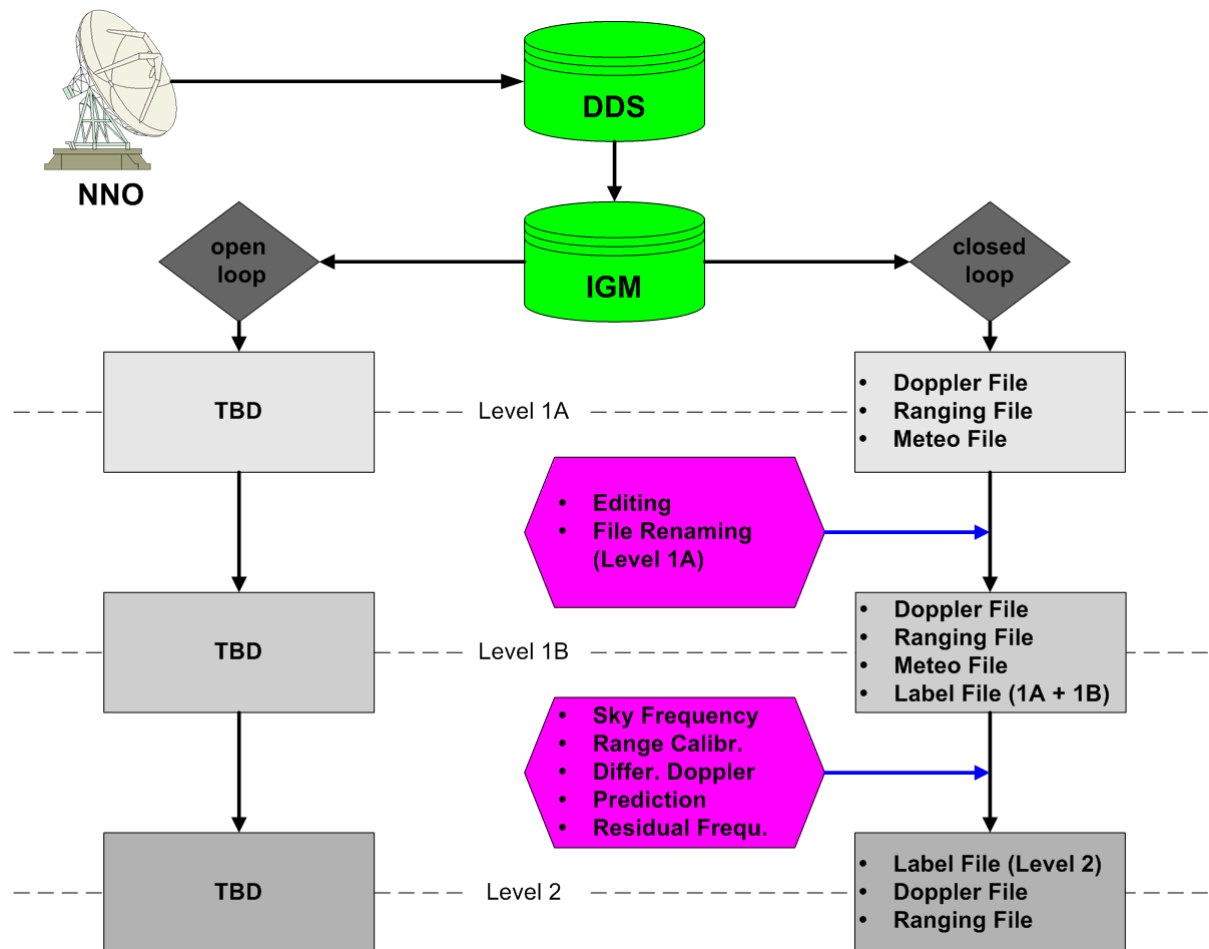 DDS
NNO
open
loop
IGM
closed
loop
TBD
Level 1A
• Doppler File
• Ranging File
• Meteo File
• Editing
• File Renaming
(Level 1A)
TBD
Level 1B
• Doppler File
• Ranging File
• Meteo File
• Label File (1A + 1B)
• Sky Frequency
• Range Calibr.
• Differ. Doppler
• Prediction
• Residual Frequ.
TBD
Level 2
• Label File (Level 2)
• Doppler File
• Ranging File